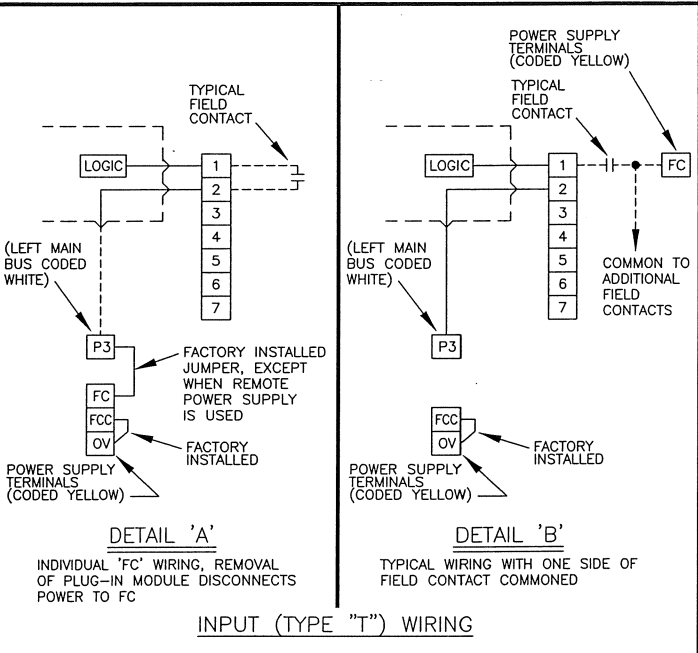 TYPICAL
FIELD
CONTACT
LOGIC
1
2
3
4
5
6
7
(LEFT MAIN
BUS CODED
WHITE)
P3
FACTORY INSTALLED
JUMPER, EXCEPT
WHEN REMOTE
POWER SUPPLY
IS USED
FC
FCC
OV
FACTORY
INSTALLED
POWER SUPPLY
TERMINALS
(CODED YELLOW)
DETAIL 'A'
INDIVIDUAL 'FC' WIRING, REMOVAL
OF PLUG-IN MODULE DISCONNECTS
POWER TO FC
POWER SUPPLY
TERMINALS
(CODED YELLOW)
TYPICAL
FIELD
CONTACT
LOGIC
1
2
3
4
5
6
7
FC
(LEFT MAIN
BUS CODED
WHITE)
COMMON TO
ADDITIONAL
FIELD
CONTACTS
P3
FCC
OV
FACTORY
INSTALLED
POWER SUPPLY
TERMINALS
(CODED YELLOW)
DETAIL 'B'
TYPICAL WIRING WITH ONE SIDE OF
FIELD CONTACT COMMONED
INPUT (TYPE "T") WIRING